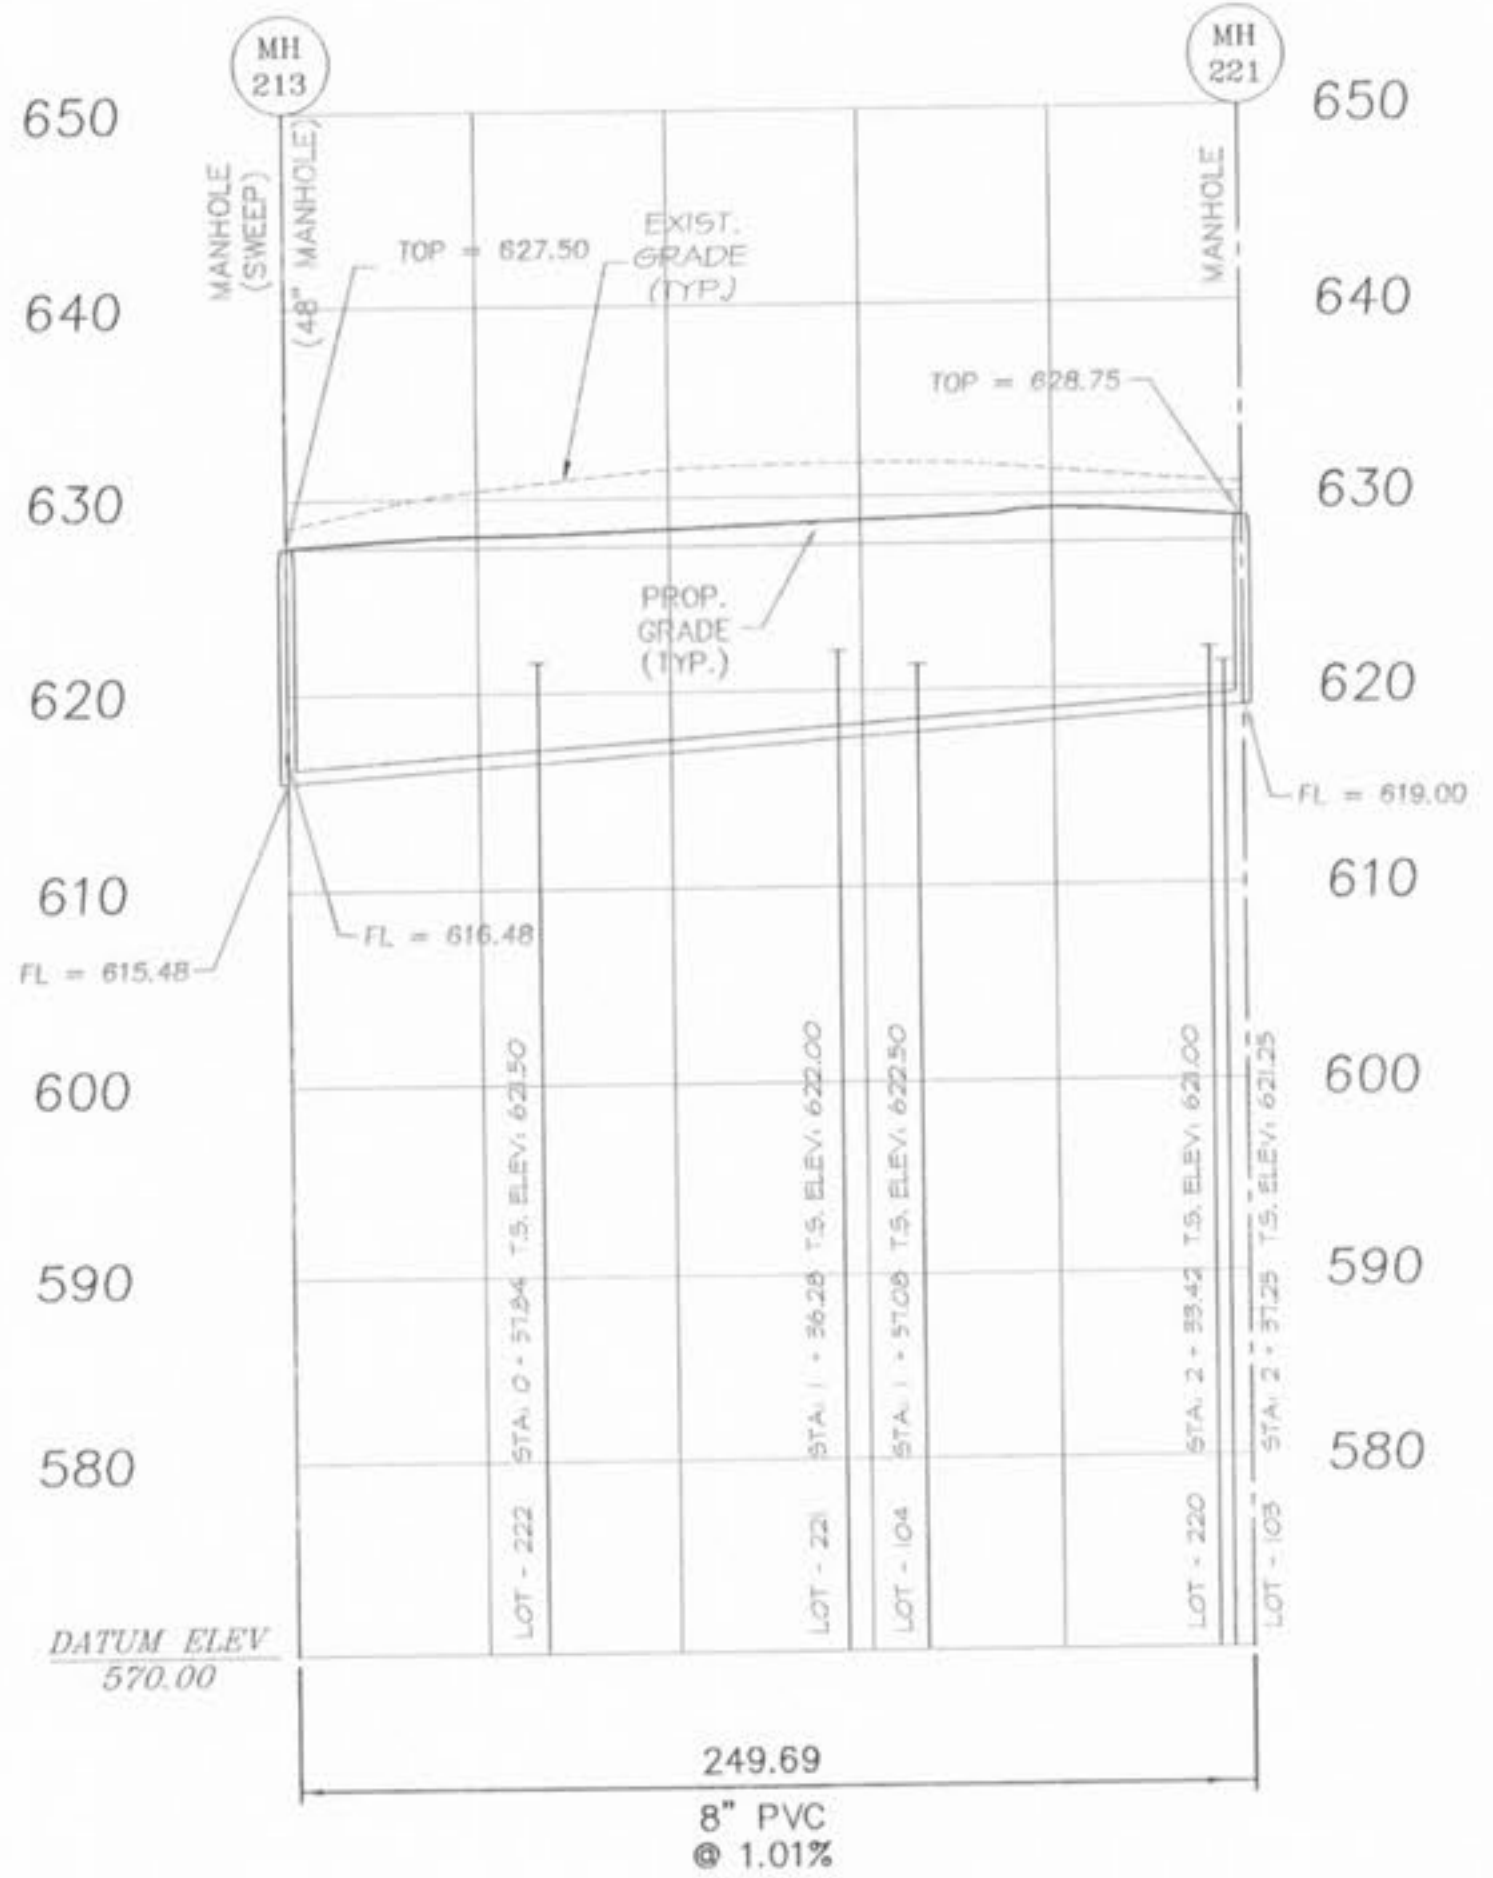 MH
213
MH
221
650
650
MANHOLE
(SWEEP)
(48" MANHOLE)
MANHOLE
TOP = 627.50
EXIST.
GRADE
(TYP.)
640
640
TOP = 628.75
630
630
PROP.
GRADE
(TYP.)
620
620
FL = 619.00
610
610
FL = 616.48
FL = 615.48
600
600
590
590
580
580
LOT - 222 STA: 0 + 57.84 T.S. ELEV: 621.50
LOT - 221 STA: 1 + 36.28 T.S. ELEV: 622.00
LOT - 104 STA: 1 + 57.08 T.S. ELEV: 622.50
LOT - 220 STA: 2 + 33.42 T.S. ELEV: 621.00
LOT - 103 STA: 2 + 37.25 T.S. ELEV: 621.25
DATUM ELEV
570.00
249.69
8" PVC
@ 1.01%